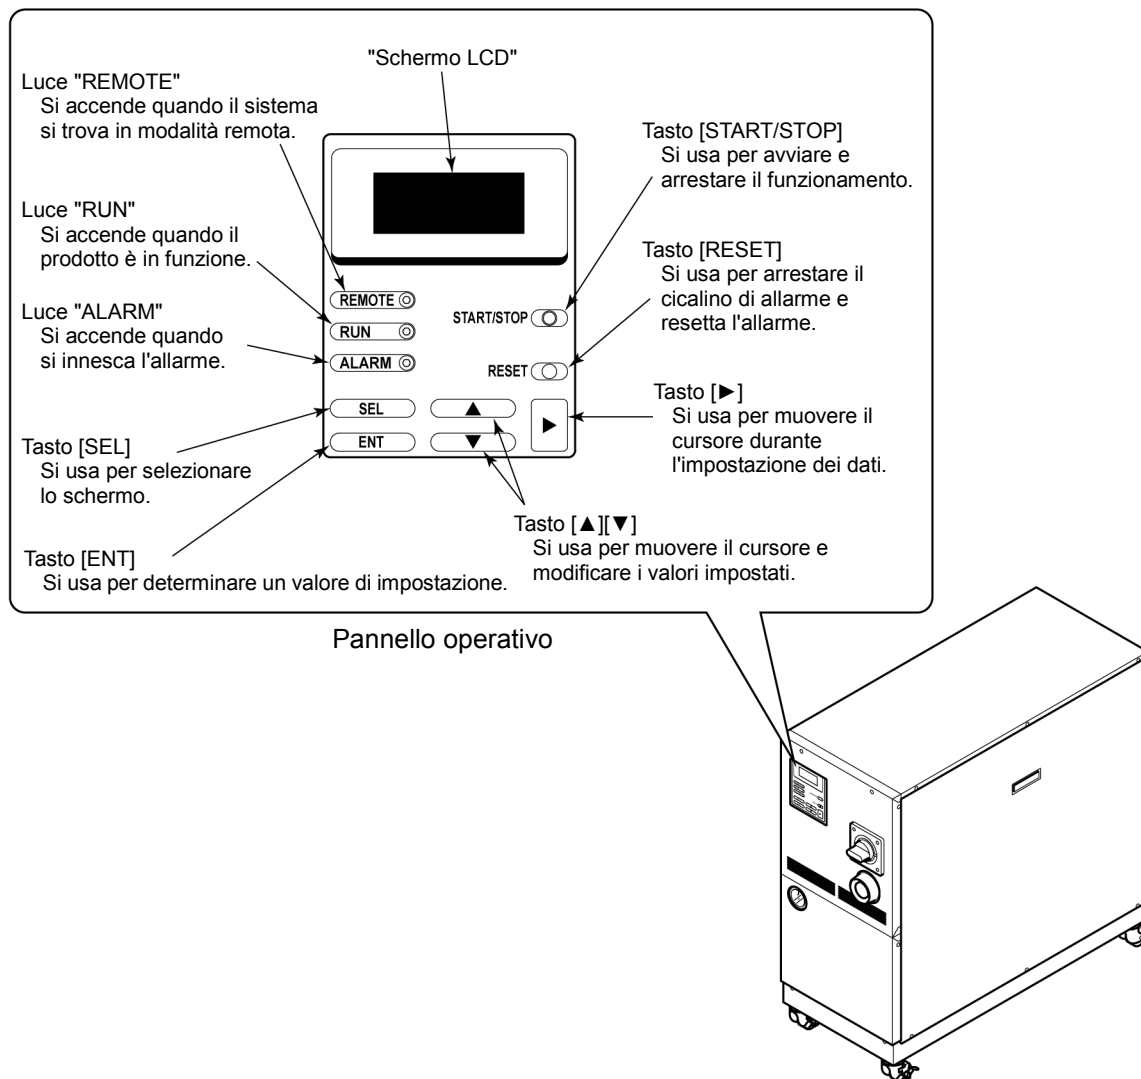 "Schermo LCD"
Luce "REMOTE"
Si accende quando il sistema
si trova in modalità remota.
Luce "RUN"
Si accende quando il
prodotto è in funzione.
Luce "ALARM"
Si accende quando
si innesca l'allarme.
Tasto [SEL]
Si usa per selezionare
lo schermo.
Tasto [ENT]
Si usa per determinare un valore di impostazione.
REMOTE
RUN
ALARM
SEL
ENT
▲
▼
START/STOP
RESET
►
Tasto [START/STOP]
Si usa per avviare e
arrestare il funzionamento.
Tasto [RESET]
Si usa per arrestare il
cicalino di allarme e
resetta l'allarme.
Tasto [►]
Si usa per muovere il
cursore durante
l'impostazione dei dati.
Tasto [▲][▼]
Si usa per muovere il cursore e
modificare i valori impostati.
Pannello operativo